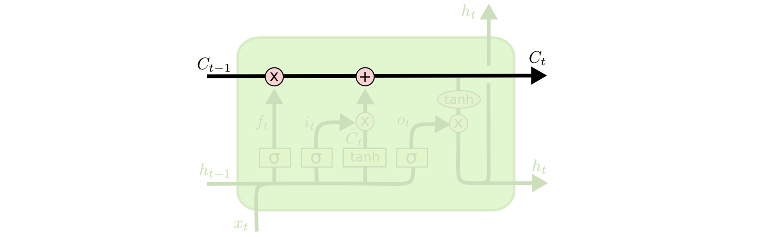 h_t
C_{t-1}
C_t
x
+
tanh
f_t
i_t
x
o_t
x
C̃_t
σ
σ
tanh
σ
h_{t-1}
h_t
x_t